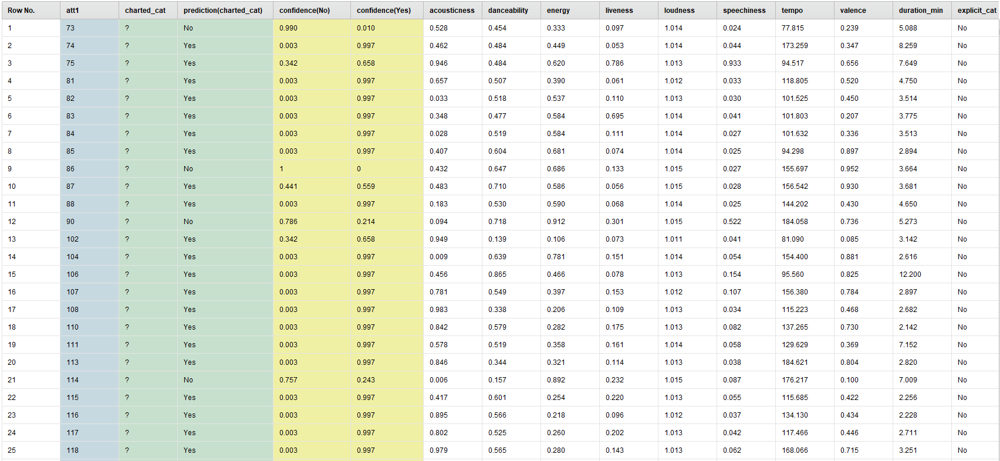 Row No. att1 charted_cat prediction(charted_cat) confidence(No) confidence(Yes) acousticness danceability energy liveness loudness speechiness tempo valence duration_min explicit_cat
1 73 ? No 0.990 0.010 0.528 0.454 0.333 0.097 1.014 0.024 77.815 0.239 5.088 No
2 74 ? Yes 0.003 0.997 0.462 0.484 0.449 0.053 1.014 0.044 173.259 0.347 8.259 No
3 75 ? Yes 0.342 0.658 0.946 0.484 0.620 0.786 1.013 0.933 94.517 0.656 7.649 No
4 81 ? Yes 0.003 0.997 0.657 0.507 0.390 0.061 1.012 0.033 118.805 0.520 4.750 No
5 82 ? Yes 0.003 0.997 0.033 0.518 0.537 0.110 1.013 0.030 101.525 0.450 3.514 No
6 83 ? Yes 0.003 0.997 0.348 0.477 0.584 0.695 1.014 0.041 101.803 0.207 3.775 No
7 84 ? Yes 0.003 0.997 0.028 0.519 0.584 0.111 1.014 0.027 101.632 0.336 3.513 No
8 85 ? Yes 0.003 0.997 0.407 0.604 0.681 0.074 1.014 0.025 94.298 0.897 2.894 No
9 86 ? No 1 0 0.432 0.647 0.686 0.133 1.015 0.027 155.697 0.952 3.664 No
10 87 ? Yes 0.441 0.559 0.483 0.710 0.586 0.056 1.015 0.028 156.542 0.930 3.681 No
11 88 ? Yes 0.003 0.997 0.183 0.530 0.590 0.068 1.014 0.025 144.202 0.430 4.650 No
12 90 ? No 0.786 0.214 0.094 0.718 0.912 0.301 1.015 0.522 184.058 0.736 5.273 No
13 102 ? Yes 0.342 0.658 0.949 0.139 0.106 0.073 1.011 0.041 81.090 0.085 3.142 No
14 104 ? Yes 0.003 0.997 0.009 0.639 0.781 0.151 1.014 0.054 154.400 0.881 2.616 No
15 106 ? Yes 0.003 0.997 0.456 0.865 0.466 0.078 1.013 0.154 95.560 0.825 12.200 No
16 107 ? Yes 0.003 0.997 0.781 0.549 0.397 0.153 1.012 0.107 156.380 0.784 2.897 No
17 108 ? Yes 0.003 0.997 0.983 0.338 0.206 0.109 1.013 0.034 115.223 0.468 2.682 No
18 110 ? Yes 0.003 0.997 0.842 0.579 0.282 0.175 1.013 0.082 137.265 0.730 2.142 No
19 111 ? Yes 0.003 0.997 0.578 0.519 0.358 0.161 1.014 0.058 129.629 0.369 7.152 No
20 113 ? Yes 0.003 0.997 0.846 0.344 0.321 0.114 1.013 0.038 184.621 0.804 2.820 No
21 114 ? No 0.757 0.243 0.006 0.157 0.892 0.232 1.015 0.087 176.217 0.100 7.009 No
22 115 ? Yes 0.003 0.997 0.417 0.601 0.254 0.220 1.013 0.055 115.685 0.422 2.256 No
23 116 ? Yes 0.003 0.997 0.895 0.566 0.218 0.096 1.012 0.037 134.130 0.434 2.228 No
24 117 ? Yes 0.003 0.997 0.802 0.525 0.260 0.202 1.013 0.042 117.466 0.446 2.711 No
25 118 ? Yes 0.003 0.997 0.979 0.565 0.280 0.143 1.013 0.062 168.066 0.715 3.251 No